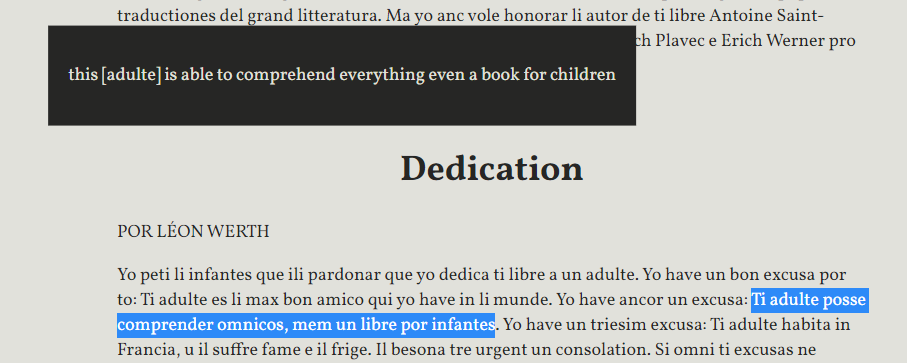 traductiones del grand litteratura. Ma yo anc vole honorar li autor de ti libre Antoine Saint-
ch Plavec e Erich Werner pro
this [adulte] is able to comprehend everything even a book for children
Dedication
POR LÉON WERTH
Yo peti li infantes que ili pardonar que yo dedica ti libre a un adulte. Yo have un bon excusa por
to: Ti adulte es li max bon amico qui yo have in li munde. Yo have ancor un excusa: Ti adulte posse
comprender omnicos, mem un libre por infantes. Yo have un triesim excusa: Ti adulte habita in
Francia, u il suffre fame e il frige. Il besona tre urgent un consolation. Si omni ti excusas ne